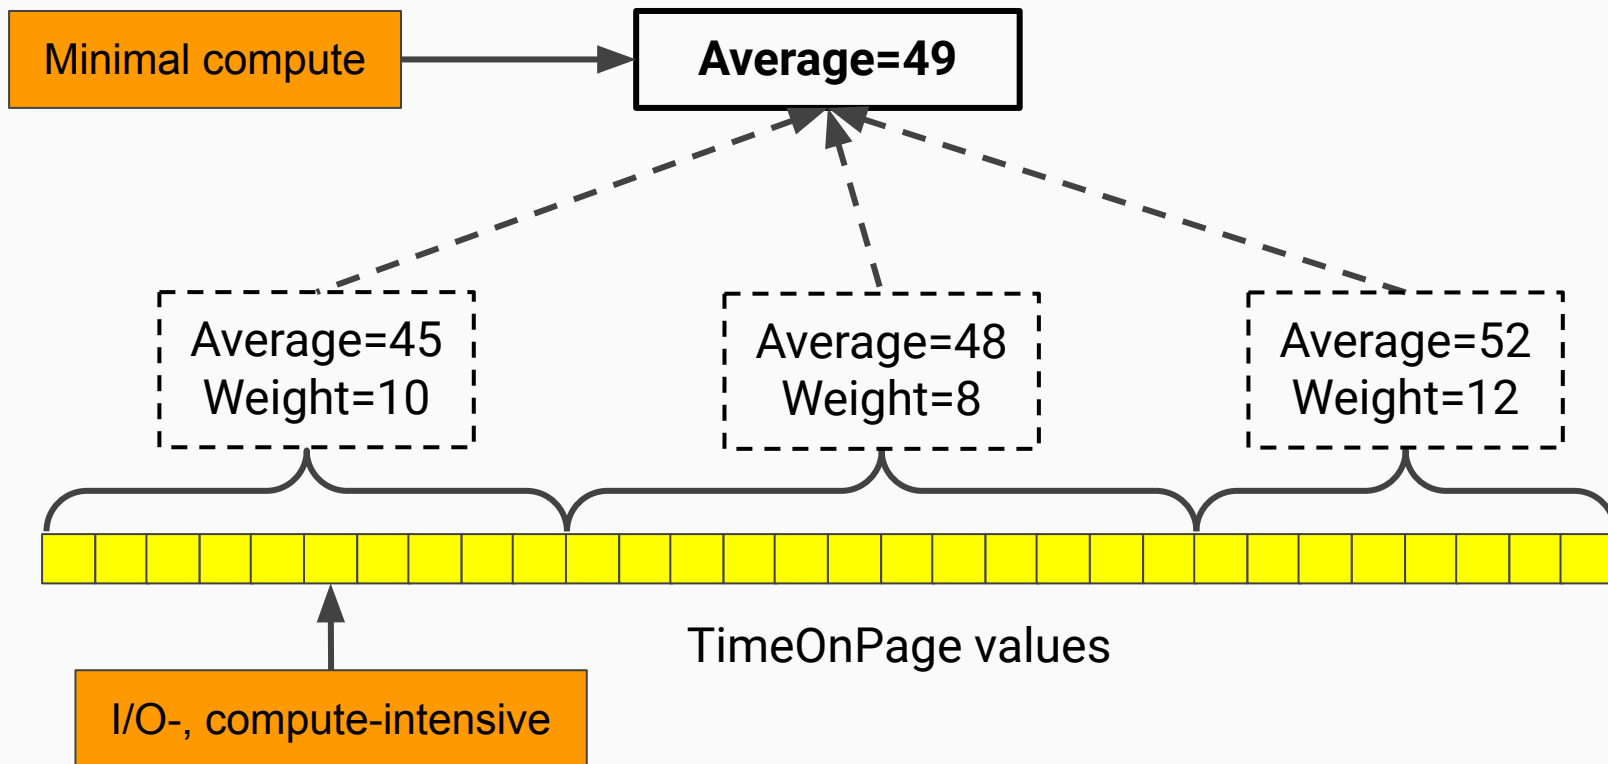 Minimal compute
Average=49
Average=45
Weight=10
Average=48
Weight=8
Average=52
Weight=12
TimeOnPage values
I/O-, compute-intensive